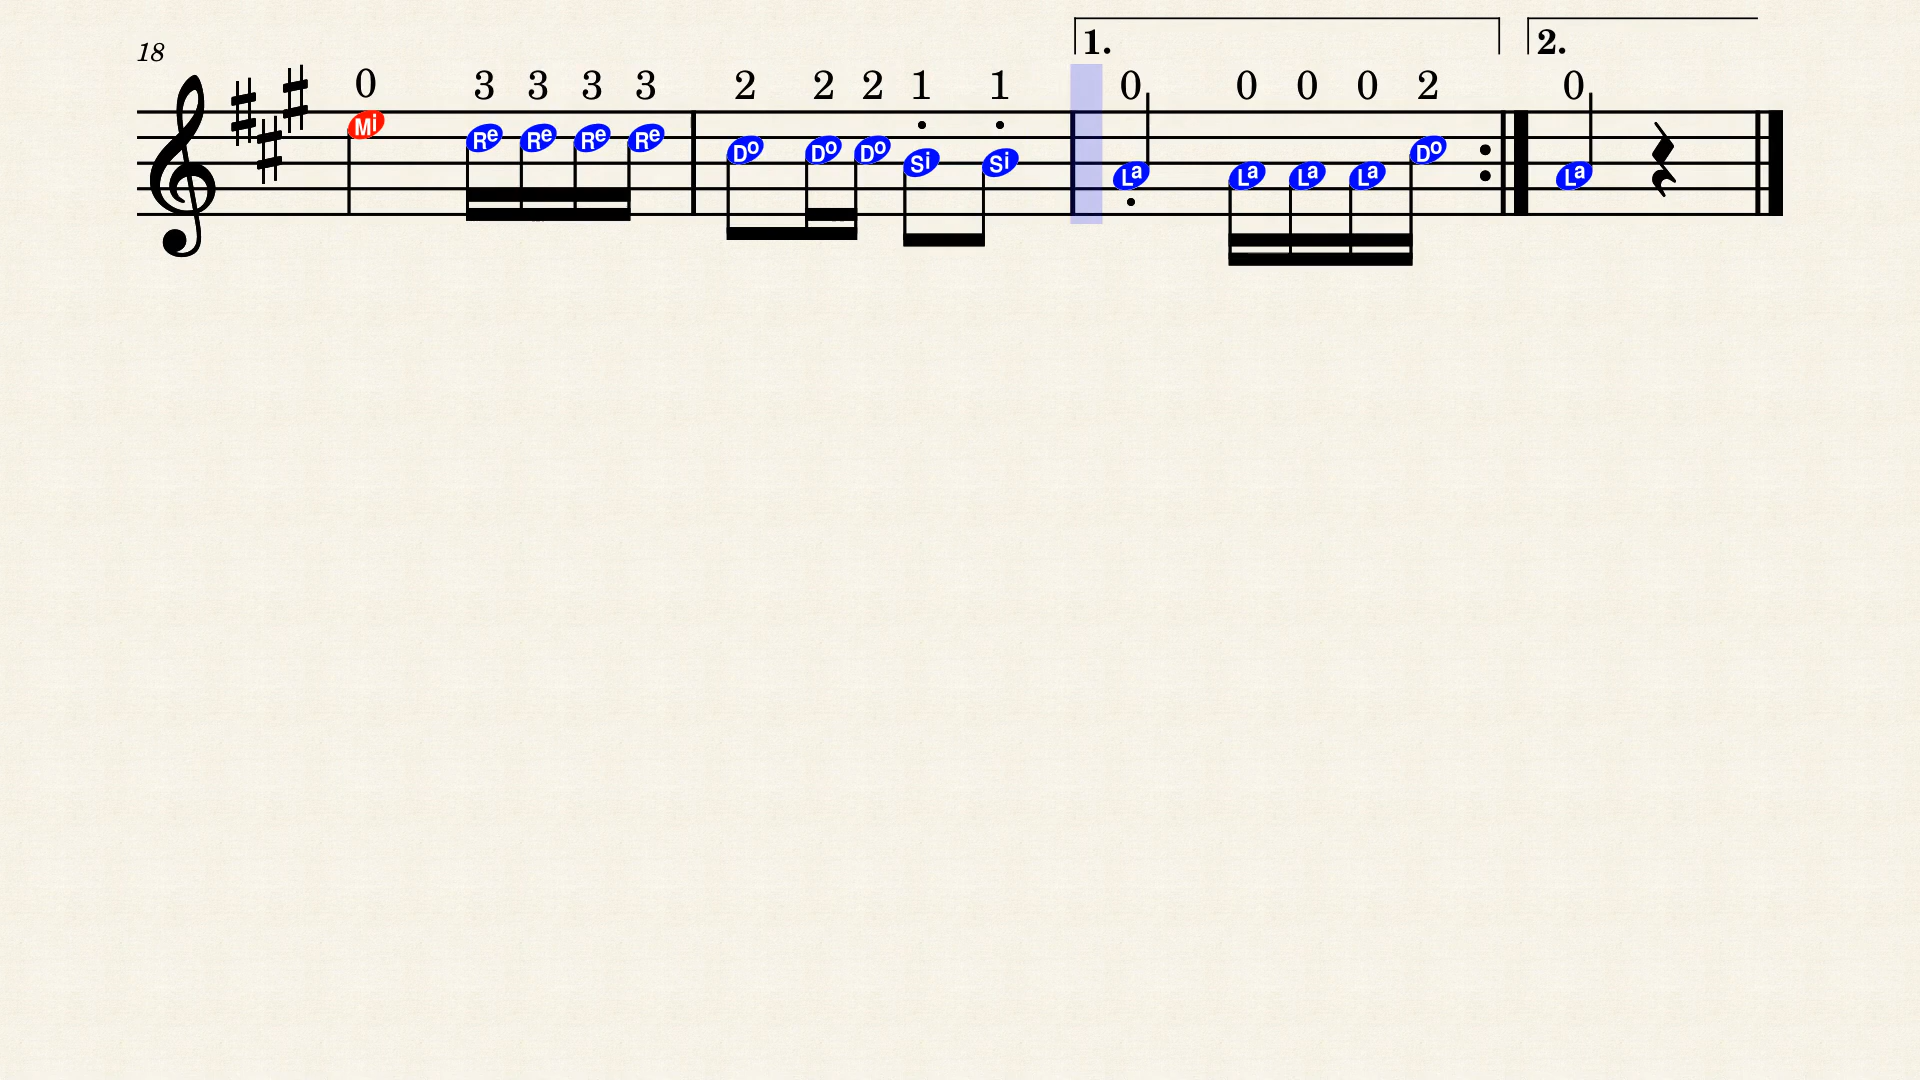 1. 2.
18
0 3 3 3 3 2 2 2 1 1 0 0 0 0 2 0
Mi Re Re Re Re Do Do Do Si Si La La La La Do La